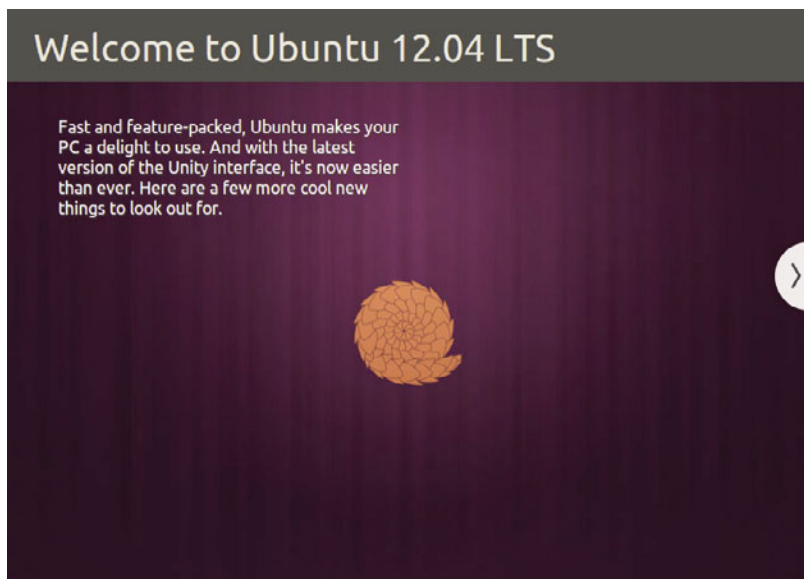 Welcome to Ubuntu 12.04 LTS
Fast and feature-packed, Ubuntu makes your
PC a delight to use. And with the latest
version of the Unity interface, it's now easier
than ever. Here are a few more cool new
things to look out for.